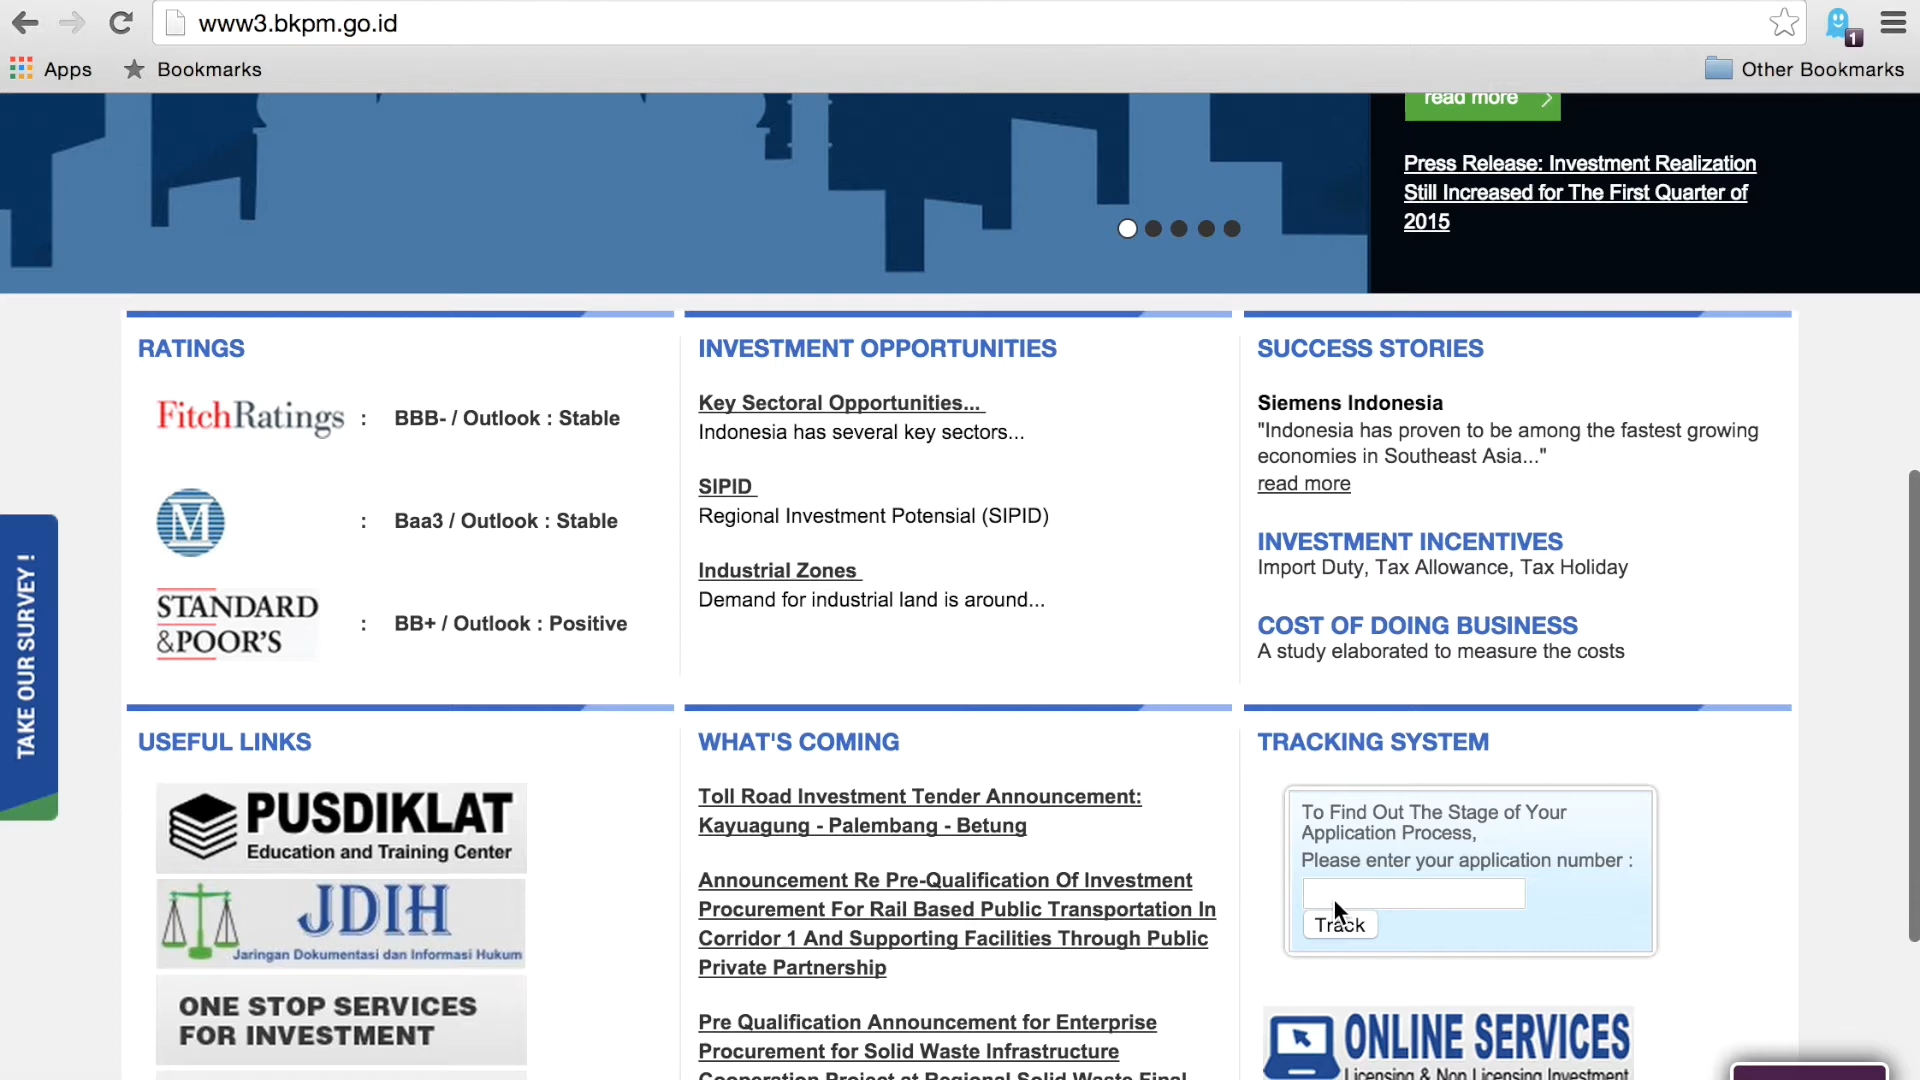 www3.bkpm.go.id
1
Apps
Bookmarks
Other Bookmarks
read more
Press Release: Investment Realization
Still Increased for The First Quarter of
2015
TAKE OUR SURVEY !
RATINGS
FitchRatings : BBB- / Outlook : Stable
M : Baa3 / Outlook : Stable
STANDARD
&POOR'S : BB+ / Outlook : Positive
INVESTMENT OPPORTUNITIES
Key Sectoral Opportunities...
Indonesia has several key sectors...
SIPID
Regional Investment Potensial (SIPID)
Industrial Zones
Demand for industrial land is around...
SUCCESS STORIES
Siemens Indonesia
"Indonesia has proven to be among the fastest growing
economies in Southeast Asia..."
read more
INVESTMENT INCENTIVES
Import Duty, Tax Allowance, Tax Holiday
COST OF DOING BUSINESS
A study elaborated to measure the costs
USEFUL LINKS
PUSDIKLAT
Education and Training Center
JDIH
Jaringan Dokumentasi dan Informasi Hukum
ONE STOP SERVICES
FOR INVESTMENT
WHAT'S COMING
Toll Road Investment Tender Announcement:
Kayuagung - Palembang - Betung
Announcement Re Pre-Qualification Of Investment
Procurement For Rail Based Public Transportation In
Corridor 1 And Supporting Facilities Through Public
Private Partnership
Pre Qualification Announcement for Enterprise
Procurement for Solid Waste Infrastructure
Cooperation Project at Regional Solid Waste Final
TRACKING SYSTEM
To Find Out The Stage of Your
Application Process,
Please enter your application number :
Track
ONLINE SERVICES
Licensing & Non Licensing Investment